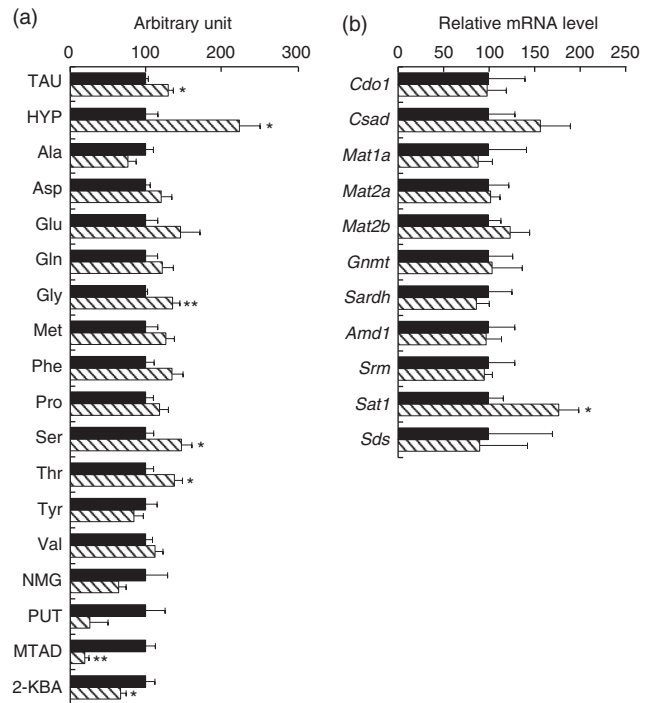 (a)
Arbitrary unit
0 100 200 300
TAU
*
HYP
*
Ala
Asp
Glu
Gln
Gly
**
Met
Phe
Pro
Ser
*
Thr
*
Tyr
Val
NMG
PUT
MTAD
**
2-KBA
*
(b)
Relative mRNA level
0 50 100 150 200 250
Cdo1
Csad
Mat1a
Mat2a
Mat2b
Gnmt
Sardh
Amd1
Srm
Sat1
*
Sds